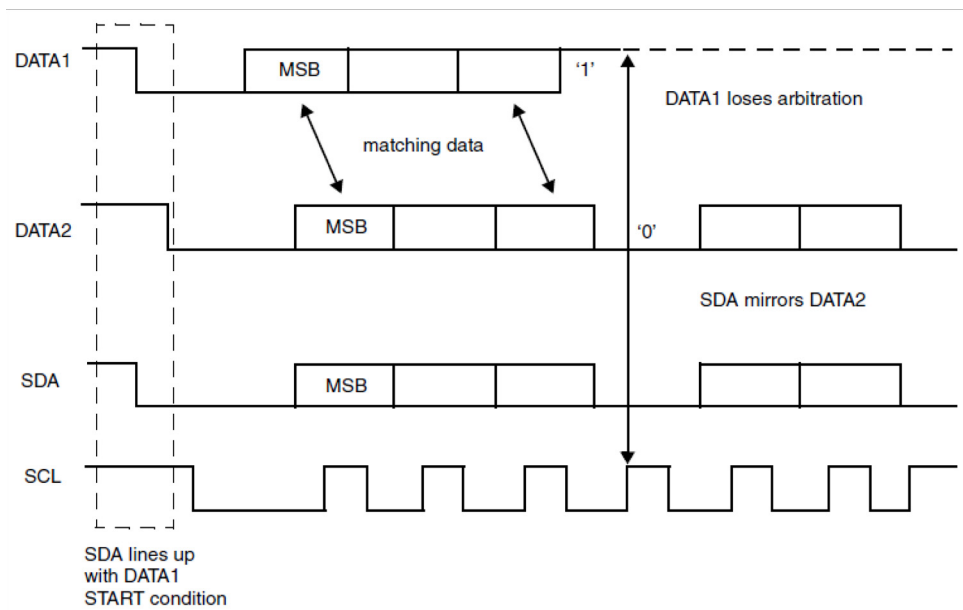 DATA1
MSB
‘1’
DATA1 loses arbitration
matching data
DATA2
MSB
‘0’
SDA mirrors DATA2
SDA
MSB
SCL
SDA lines up
with DATA1
START condition